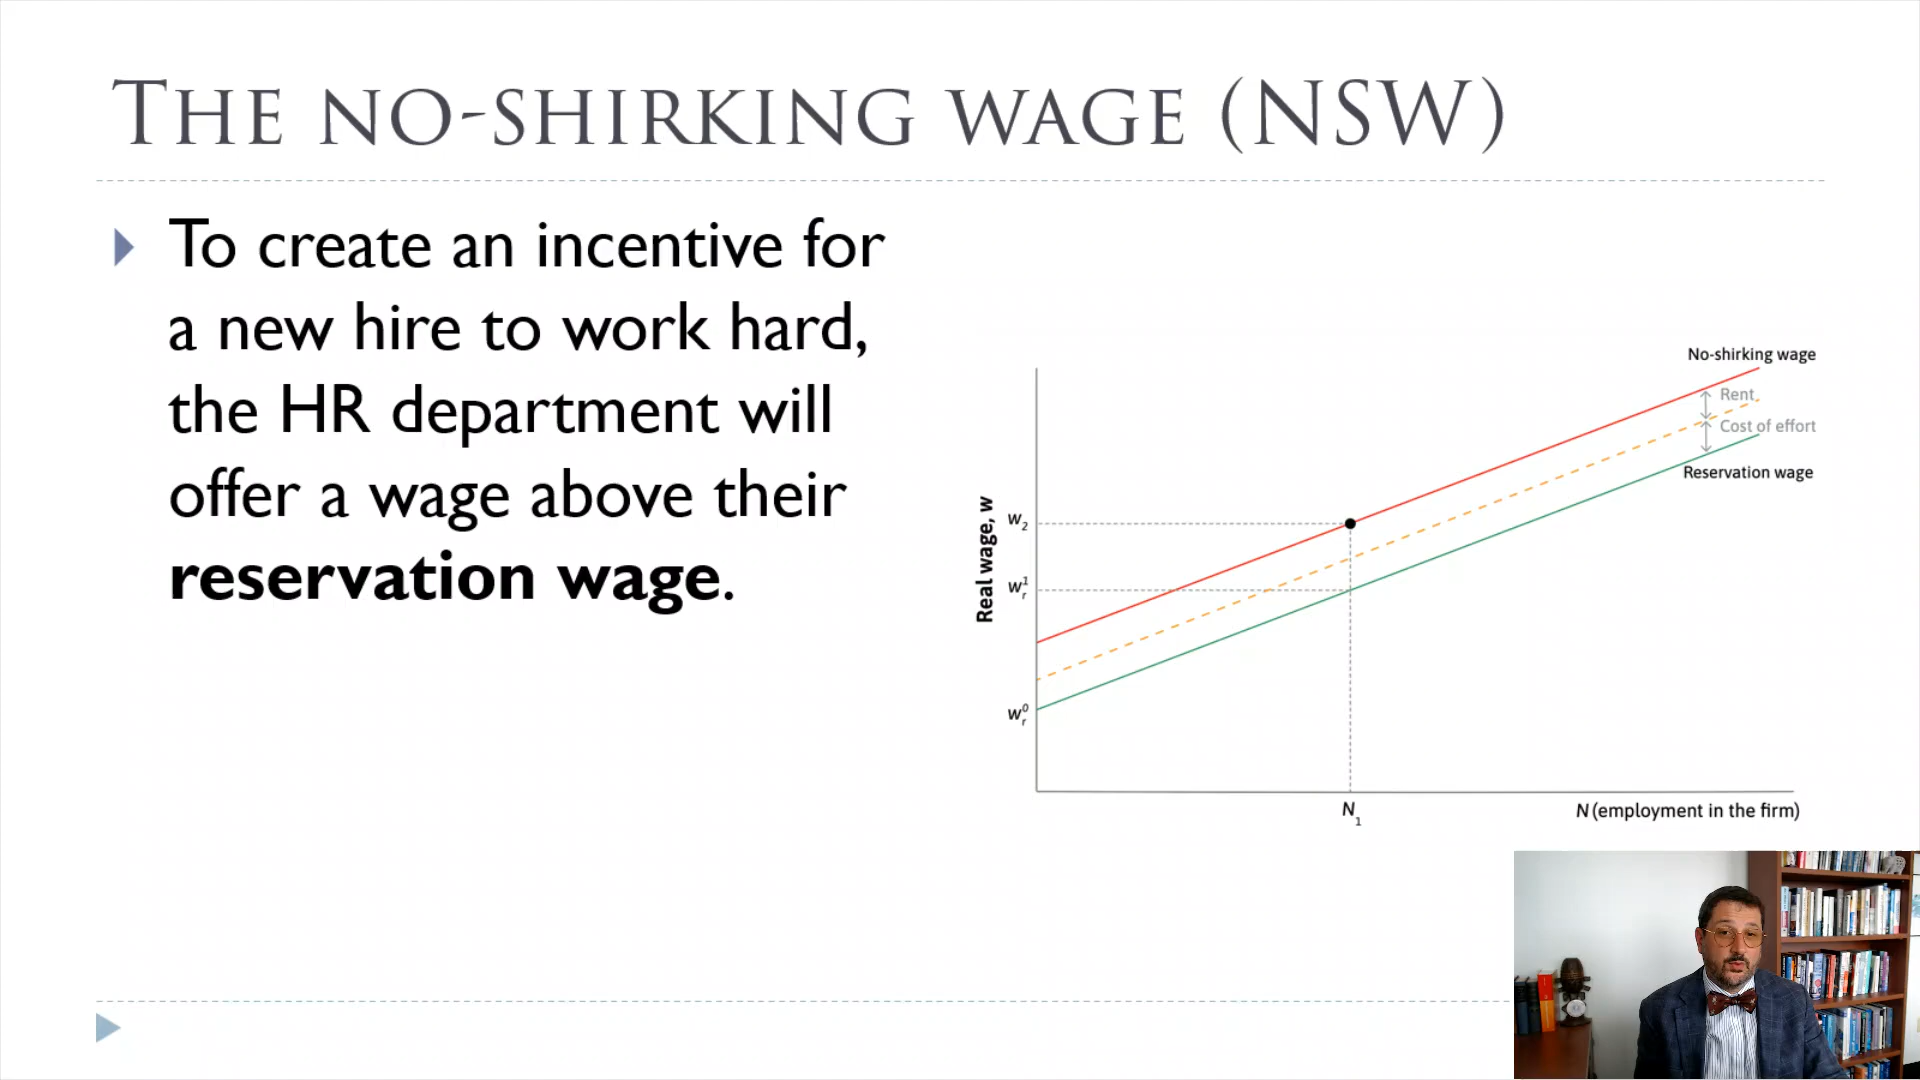 THE NO-SHIRKING WAGE (NSW)
To create an incentive for
a new hire to work hard,
the HR department will
offer a wage above their
reservation wage.
No-shirking wage
Rent
Cost of effort
Reservation wage
Real wage, w
w2
wr1
wr0
N1
N (employment in the firm)